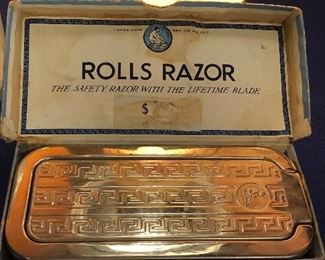 ROLLS RAZOR
THE SAFETY RAZOR WITH THE LIFETIME BLADE
$